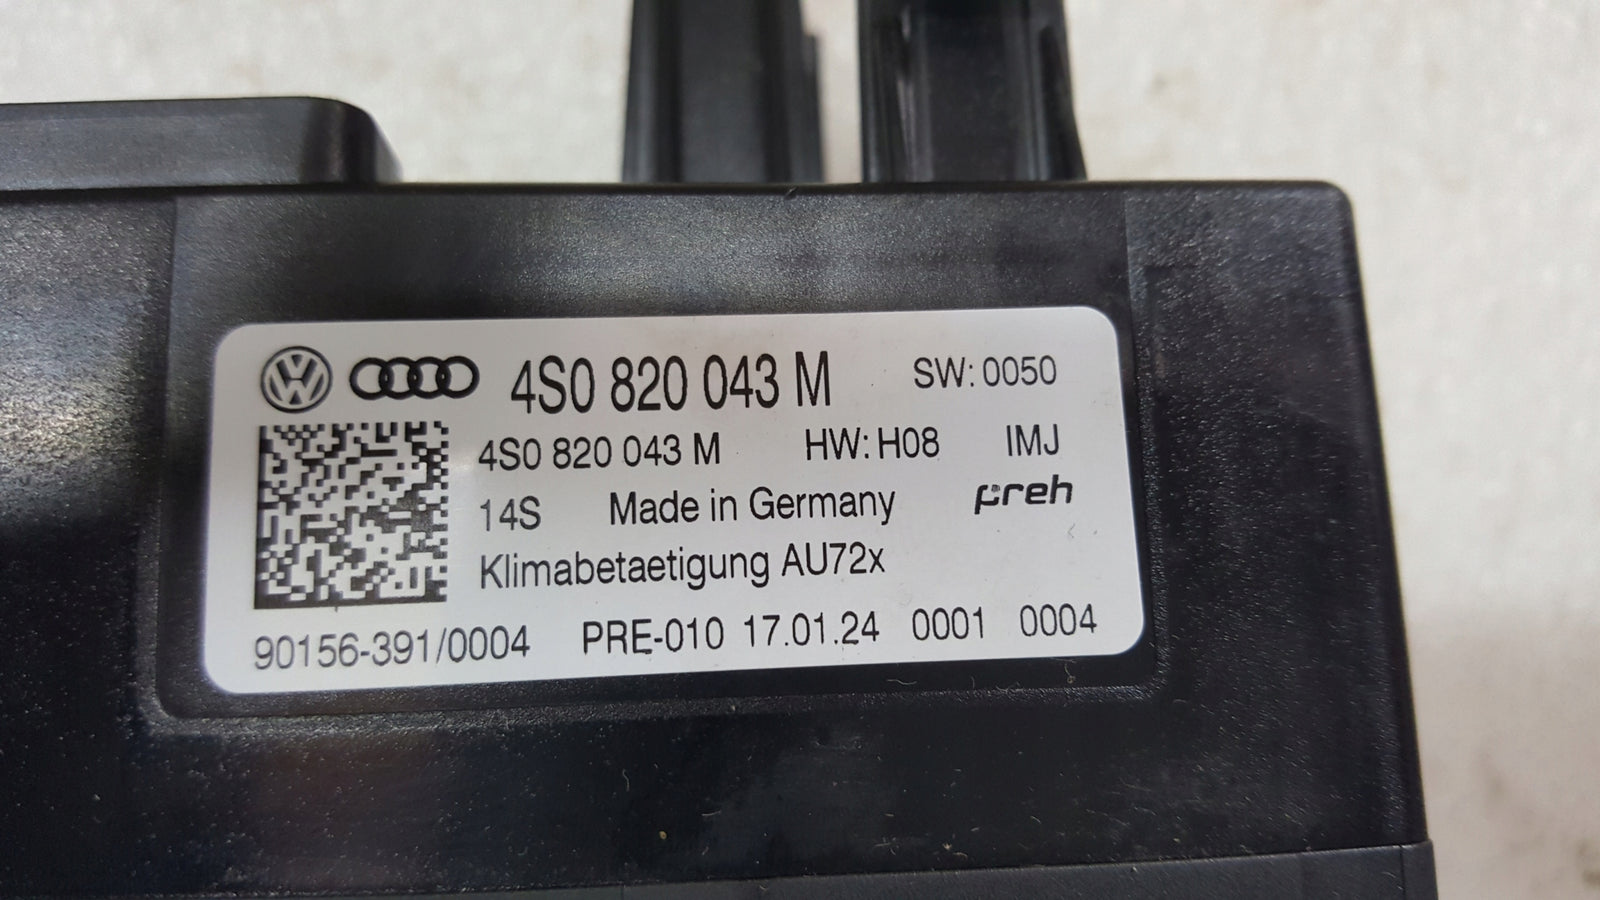 4S0 820 043 M SW: 0050
4S0 820 043 M HW: H08 IMJ
14S Made in Germany preh
Klimabetaetigung AU72x
90156-391/0004 PRE-010 17.01.24 0001 0004